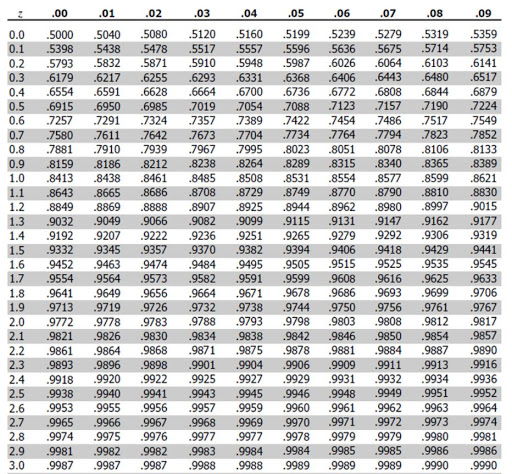 z .00 .01 .02 .03 .04 .05 .06 .07 .08 .09
0.0 .5000 .5040 .5080 .5120 .5160 .5199 .5239 .5279 .5319 .5359
0.1 .5398 .5438 .5478 .5517 .5557 .5596 .5636 .5675 .5714 .5753
0.2 .5793 .5832 .5871 .5910 .5948 .5987 .6026 .6064 .6103 .6141
0.3 .6179 .6217 .6255 .6293 .6331 .6368 .6406 .6443 .6480 .6517
0.4 .6554 .6591 .6628 .6664 .6700 .6736 .6772 .6808 .6844 .6879
0.5 .6915 .6950 .6985 .7019 .7054 .7088 .7123 .7157 .7190 .7224
0.6 .7257 .7291 .7324 .7357 .7389 .7422 .7454 .7486 .7517 .7549
0.7 .7580 .7611 .7642 .7673 .7704 .7734 .7764 .7794 .7823 .7852
0.8 .7881 .7910 .7939 .7967 .7995 .8023 .8051 .8078 .8106 .8133
0.9 .8159 .8186 .8212 .8238 .8264 .8289 .8315 .8340 .8365 .8389
1.0 .8413 .8438 .8461 .8485 .8508 .8531 .8554 .8577 .8599 .8621
1.1 .8643 .8665 .8686 .8708 .8729 .8749 .8770 .8790 .8810 .8830
1.2 .8849 .8869 .8888 .8907 .8925 .8944 .8962 .8980 .8997 .9015
1.3 .9032 .9049 .9066 .9082 .9099 .9115 .9131 .9147 .9162 .9177
1.4 .9192 .9207 .9222 .9236 .9251 .9265 .9279 .9292 .9306 .9319
1.5 .9332 .9345 .9357 .9370 .9382 .9394 .9406 .9418 .9429 .9441
1.6 .9452 .9463 .9474 .9484 .9495 .9505 .9515 .9525 .9535 .9545
1.7 .9554 .9564 .9573 .9582 .9591 .9599 .9608 .9616 .9625 .9633
1.8 .9641 .9649 .9656 .9664 .9671 .9678 .9686 .9693 .9699 .9706
1.9 .9713 .9719 .9726 .9732 .9738 .9744 .9750 .9756 .9761 .9767
2.0 .9772 .9778 .9783 .9788 .9793 .9798 .9803 .9808 .9812 .9817
2.1 .9821 .9826 .9830 .9834 .9838 .9842 .9846 .9850 .9854 .9857
2.2 .9861 .9864 .9868 .9871 .9875 .9878 .9881 .9884 .9887 .9890
2.3 .9893 .9896 .9898 .9901 .9904 .9906 .9909 .9911 .9913 .9916
2.4 .9918 .9920 .9922 .9925 .9927 .9929 .9931 .9932 .9934 .9936
2.5 .9938 .9940 .9941 .9943 .9945 .9946 .9948 .9949 .9951 .9952
2.6 .9953 .9955 .9956 .9957 .9959 .9960 .9961 .9962 .9963 .9964
2.7 .9965 .9966 .9967 .9968 .9969 .9970 .9971 .9972 .9973 .9974
2.8 .9974 .9975 .9976 .9977 .9977 .9978 .9979 .9979 .9980 .9981
2.9 .9981 .9982 .9982 .9983 .9984 .9984 .9985 .9985 .9986 .9986
3.0 .9987 .9987 .9987 .9988 .9988 .9989 .9989 .9989 .9990 .9990